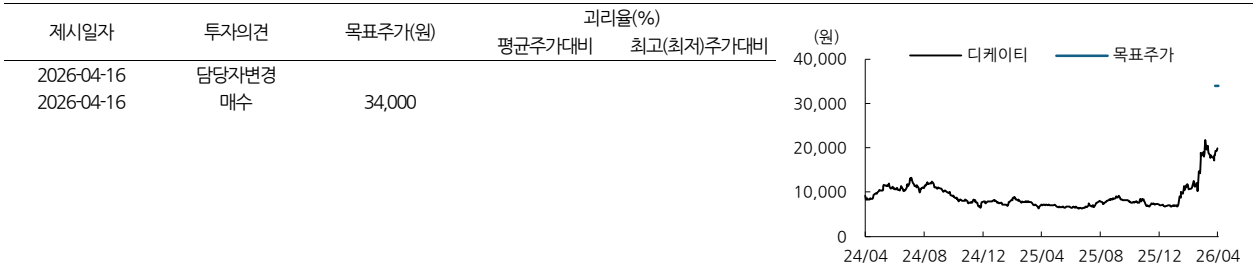 제시일자 투자의견 목표주가(원) 괴리율(%)
평균주가대비 최고(최저)주가대비
2026-04-16 담당자변경
2026-04-16 매수 34,000
(원)
디케이티 목표주가
40,000
30,000
20,000
10,000
0
24/04 24/08 24/12 25/04 25/08 25/12 26/04